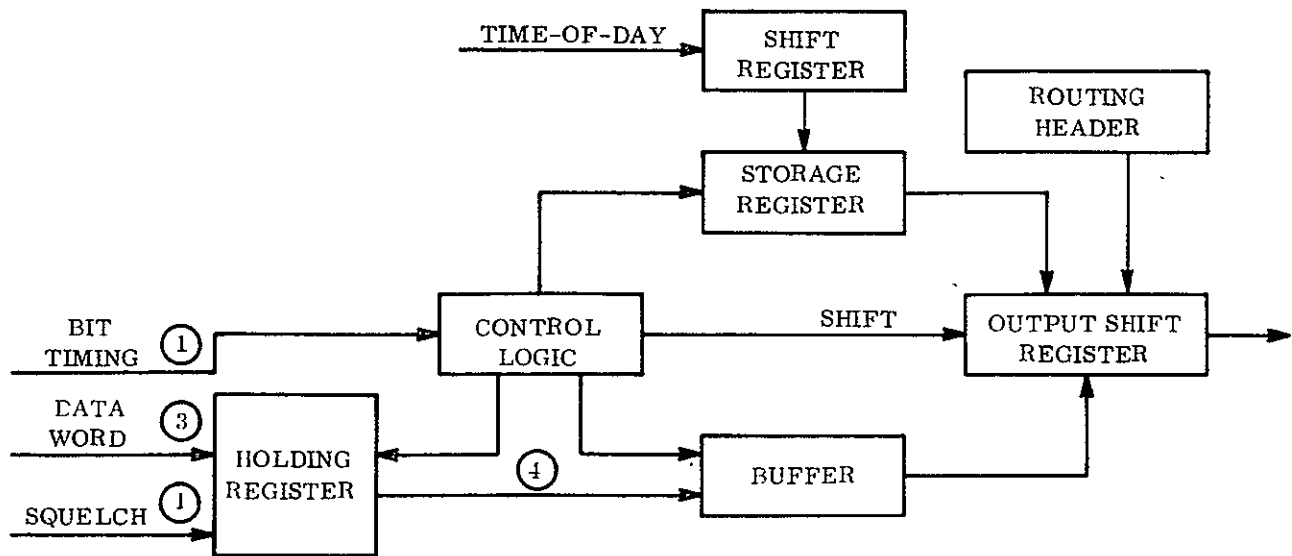 TIME-OF-DAY
SHIFT
REGISTER
ROUTING
HEADER
STORAGE
REGISTER
BIT
TIMING
1
CONTROL
LOGIC
SHIFT
OUTPUT SHIFT
REGISTER
DATA
WORD
3
HOLDING
REGISTER
4
BUFFER
SQUELCH
1